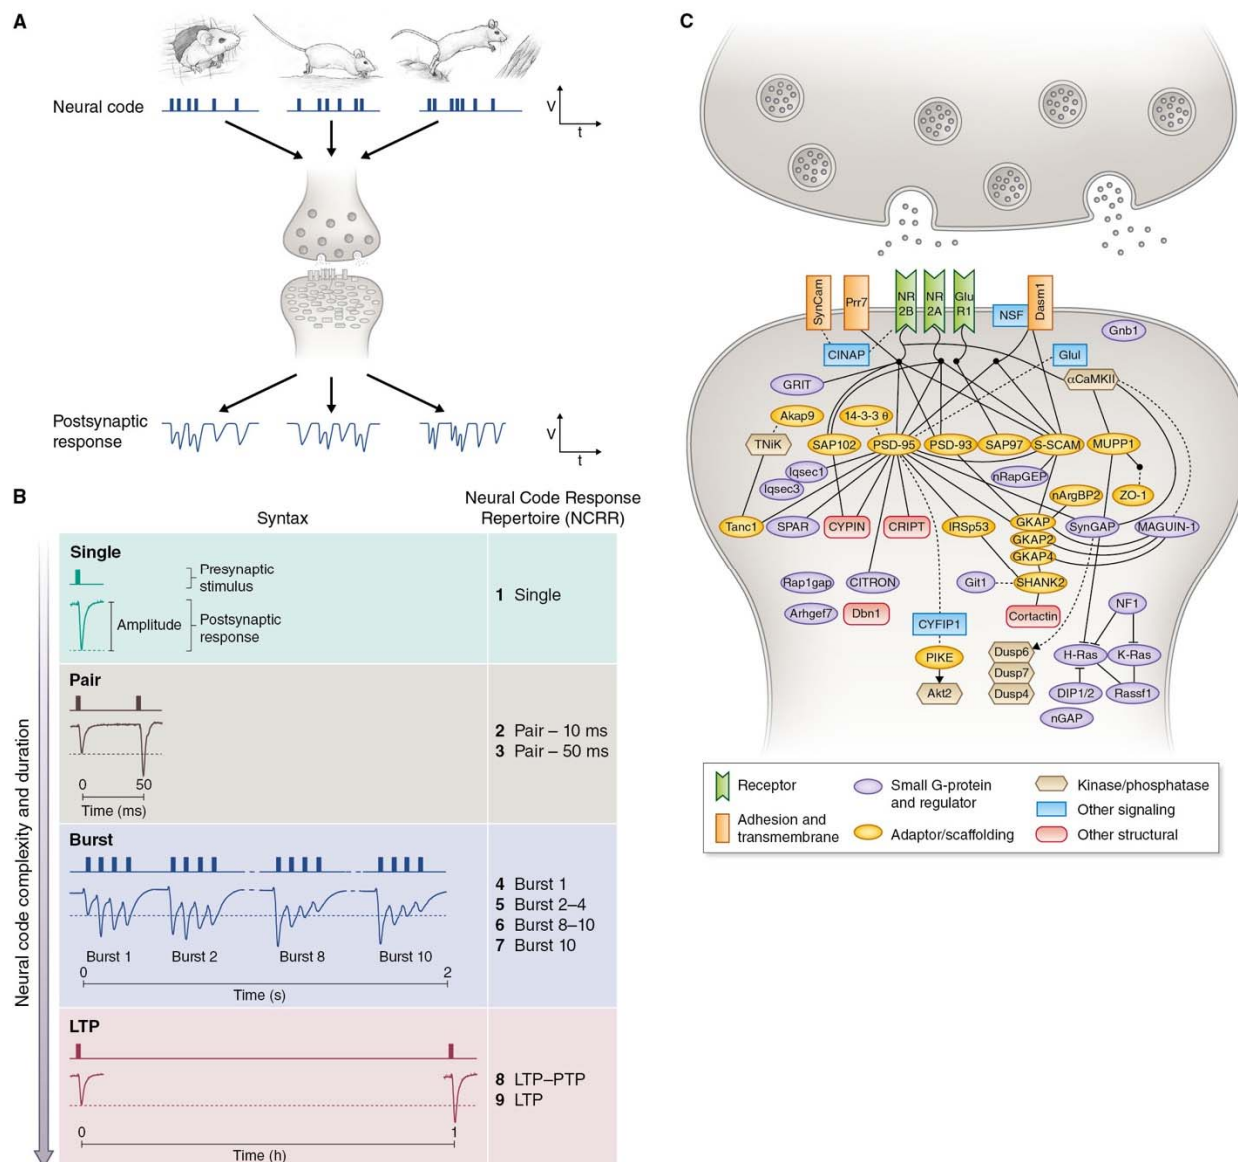 A
Neural code
V
t
Postsynaptic
response
V
t
B
Neural code complexity and duration
Syntax
Neural Code Response
Repertoire (NCRR)
Single
Presynaptic
stimulus
Amplitude
Postsynaptic
response
1 Single
Pair
0
50
Time (ms)
2 Pair – 10 ms
3 Pair – 50 ms
Burst
Burst 1
Burst 2
Burst 8
Burst 10
0
2
Time (s)
4 Burst 1
5 Burst 2–4
6 Burst 8–10
7 Burst 10
LTP
0
1
Time (h)
8 LTP–PTP
9 LTP
C
SynCam
Prr7
NR
2B
NR
2A
Glu
R1
NSF
Dasm1
Gnb1
CINAP
Glul
GRIT
αCaMKII
Akap9
14-3-3 θ
TNiK
SAP102
PSD-95
PSD-93
SAP97
S-SCAM
MUPP1
Iqsec1
Iqsec3
nRapGEP
nArgBP2
ZO-1
Tanc1
SPAR
CYPIN
CRIPT
IRSp53
GKAP
GKAP2
GKAP4
SynGAP
MAGUIN-1
Rap1gap
CITRON
Git1
SHANK2
Arhgef7
Dbn1
CYFIP1
Cortactin
NF1
PIKE
Akt2
Dusp6
Dusp7
Dusp4
H-Ras
K-Ras
DIP1/2
Rassf1
nGAP
Receptor
Adhesion and
transmembrane
Small G-protein
and regulator
Adaptor/scaffolding
Kinase/phosphatase
Other signaling
Other structural